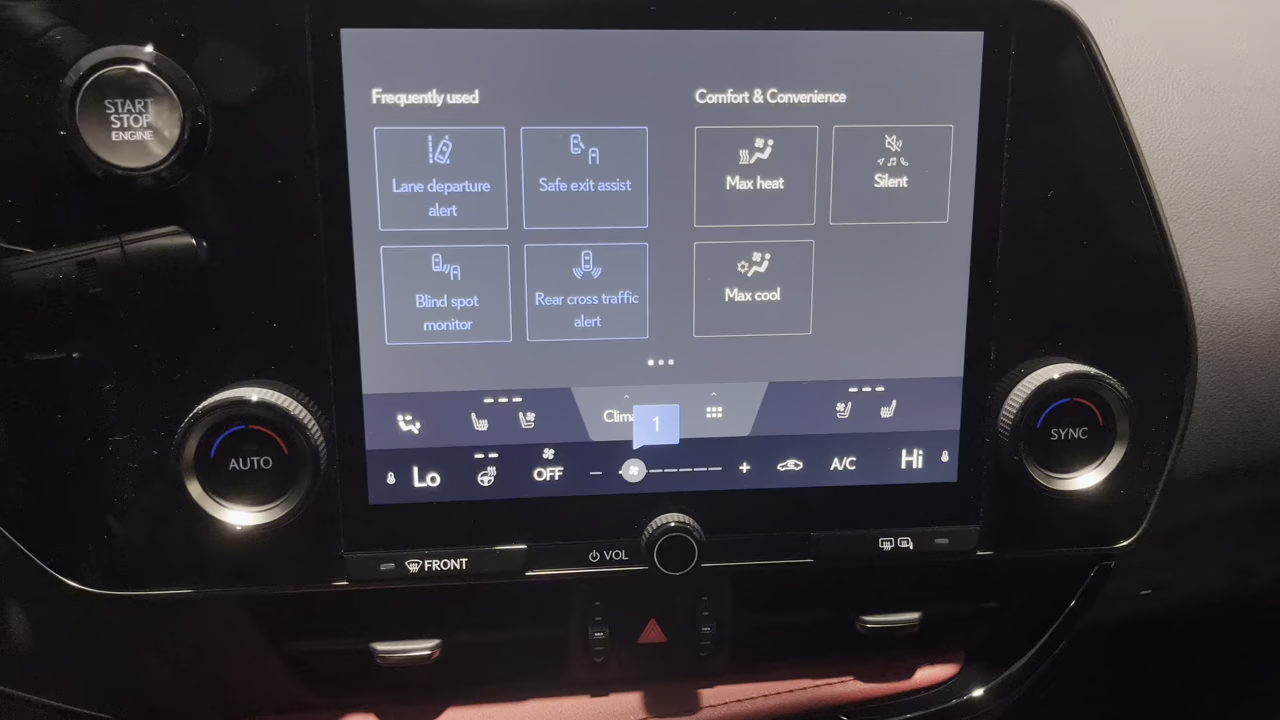 START
STOP
ENGINE
Frequently used
Comfort & Convenience
Lane departure
alert
Safe exit assist
Max heat
Silent
Blind spot
monitor
Rear cross traffic
alert
Max cool
Clima
1
AUTO
SYNC
Lo
OFF
A/C
Hi
FRONT
VOL